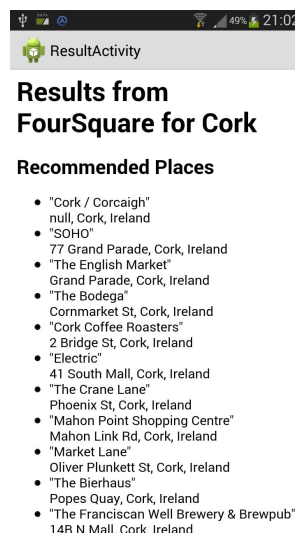 DATA
49% 21:02
ResultActivity
Results from
FourSquare for Cork
Recommended Places
"Cork / Corcaigh"
null, Cork, Ireland
"SOHO"
77 Grand Parade, Cork, Ireland
"The English Market"
Grand Parade, Cork, Ireland
"The Bodega"
Cornmarket St, Cork, Ireland
"Cork Coffee Roasters"
2 Bridge St, Cork, Ireland
"Electric"
41 South Mall, Cork, Ireland
"The Crane Lane"
Phoenix St, Cork, Ireland
"Mahon Point Shopping Centre"
Mahon Link Rd, Cork, Ireland
"Market Lane"
Oliver Plunkett St, Cork, Ireland
"The Bierhaus"
Popes Quay, Cork, Ireland
"The Franciscan Well Brewery & Brewpub"
14B N Mall, Cork, Ireland